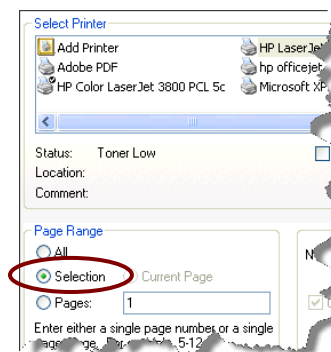 Select Printer
Add Printer
HP LaserJet
Adobe PDF
hp officejet
HP Color LaserJet 3800 PCL 5c
Microsoft XP
Status: Toner Low
Location:
Comment:
Page Range
All
N
Selection Current Page
Pages: 1
Enter either a single page number or a single
5-12